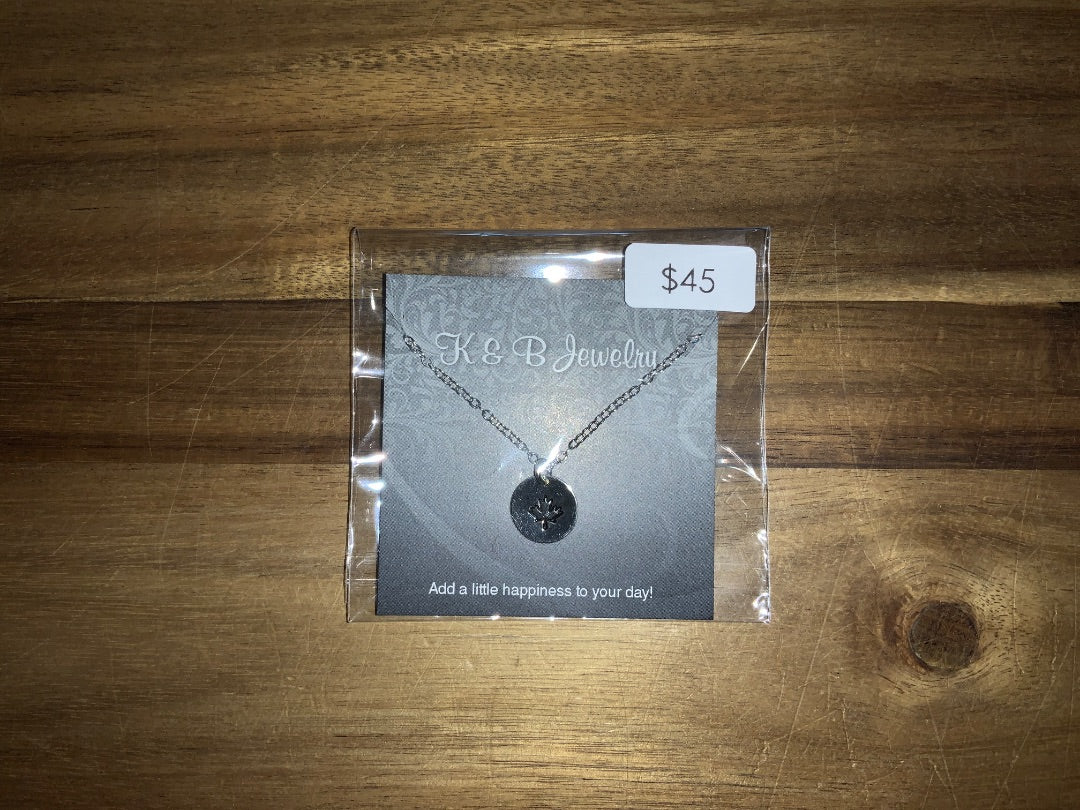 $45
K & B Jewelry
Add a little happiness to your day!